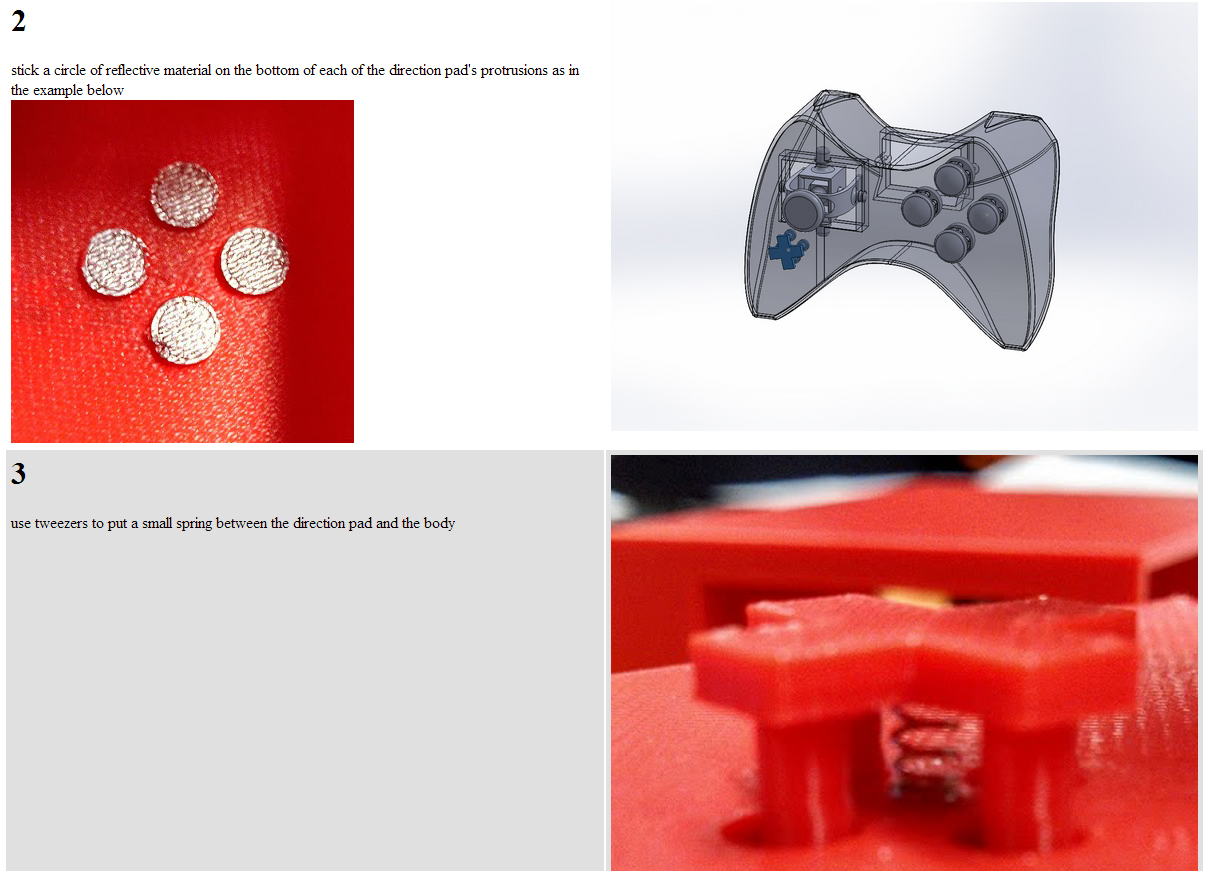 2
stick a circle of reflective material on the bottom of each of the direction pad's protrusions as in
the example below
3
use tweezers to put a small spring between the direction pad and the body